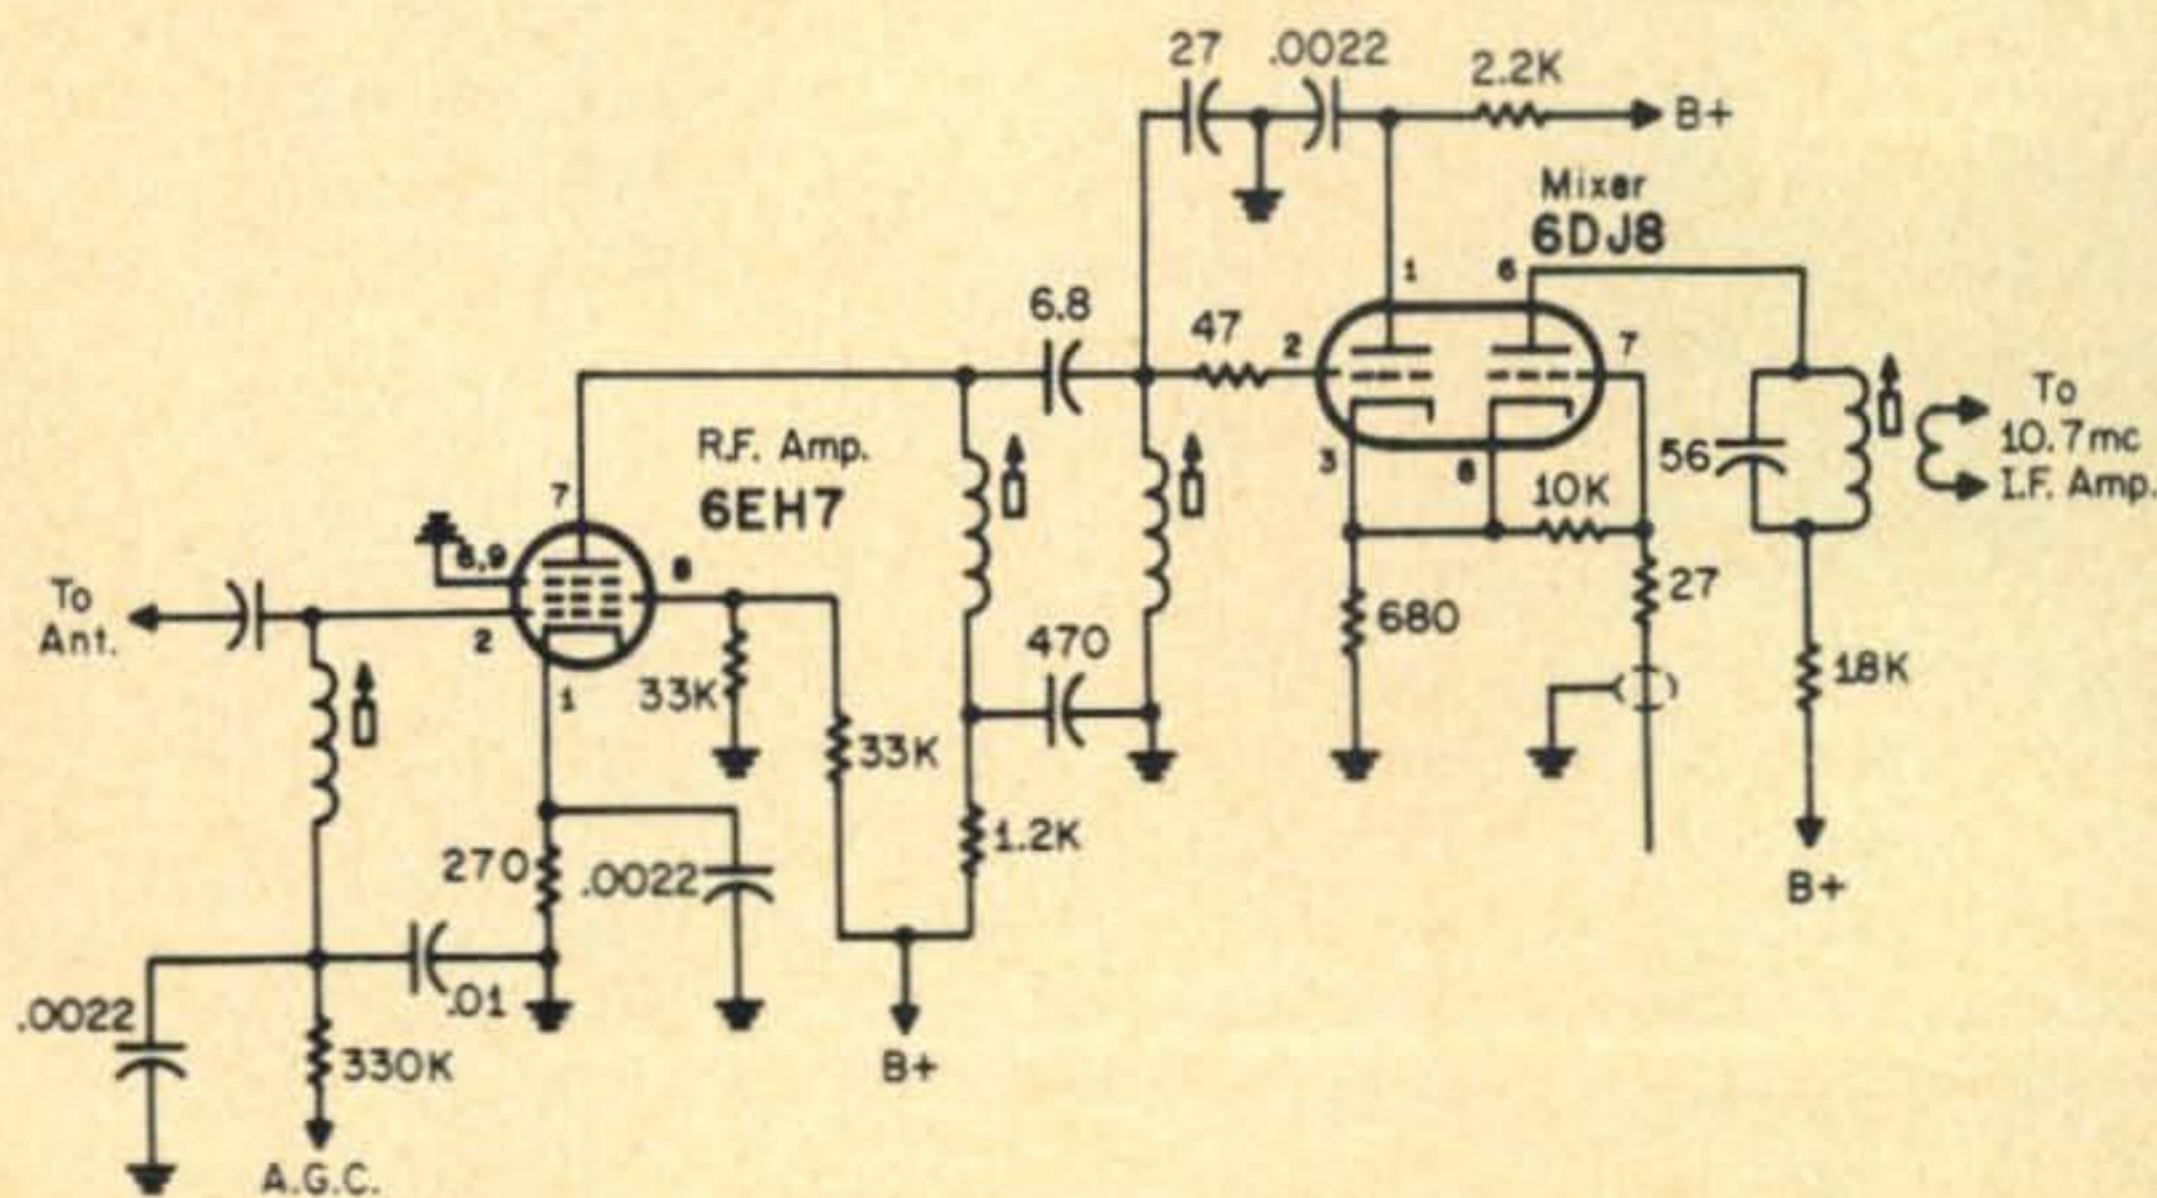 27
.0022
2.2K
B+
Mixer
6DJ8
1
6
6.8
47
2
7
R.F. Amp.
6EH7
7
3
8
10K
56
To
10.7mc
I.F. Amp.
6,9
8
To
Ant.
2
1
33K
470
680
27
18K
33K
270
.0022
1.2K
B+
.01
.0022
330K
B+
A.G.C.